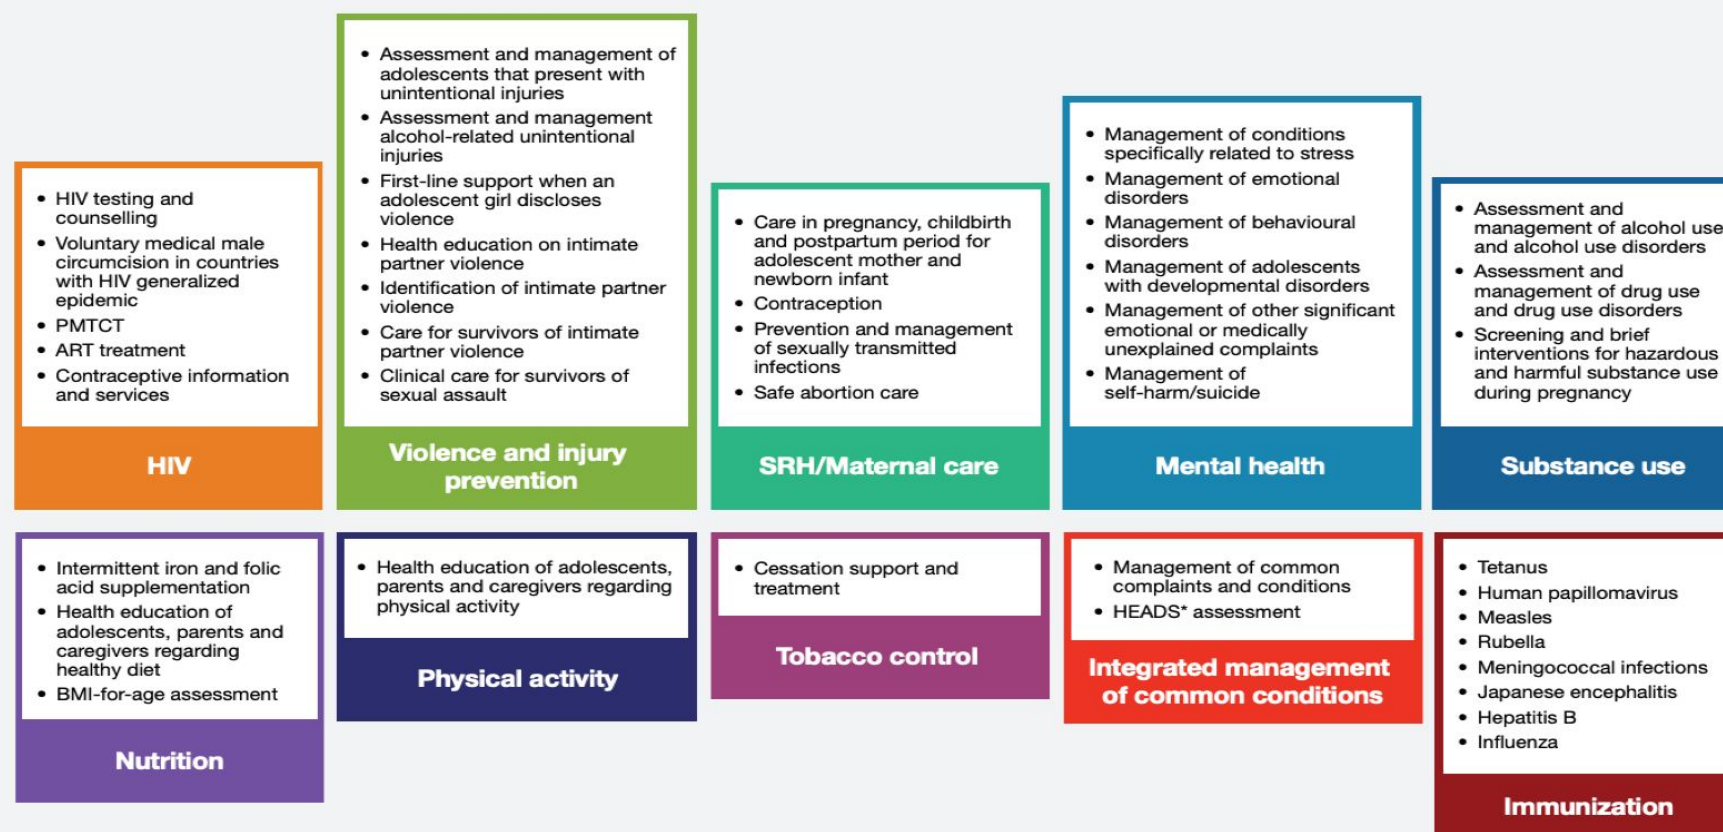 • HIV testing and
counselling
• Voluntary medical male
circumcision in countries
with HIV generalized
epidemic
• PMTCT
• ART treatment
• Contraceptive information
and services
HIV
• Assessment and management of
adolescents that present with
unintentional injuries
• Assessment and management
alcohol-related unintentional
injuries
• First-line support when an
adolescent girl discloses
violence
• Health education on intimate
partner violence
• Identification of intimate partner
violence
• Care for survivors of intimate
partner violence
• Clinical care for survivors of
sexual assault
Violence and injury
prevention
• Care in pregnancy, childbirth
and postpartum period for
adolescent mother and
newborn infant
• Contraception
• Prevention and management
of sexually transmitted
infections
• Safe abortion care
SRH/Maternal care
• Management of conditions
specifically related to stress
• Management of emotional
disorders
• Management of behavioural
disorders
• Management of adolescents
with developmental disorders
• Management of other significant
emotional or medically
unexplained complaints
• Management of
self-harm/suicide
Mental health
• Assessment and
management of alcohol use
and alcohol use disorders
• Assessment and
management of drug use
and drug use disorders
• Screening and brief
interventions for hazardous
and harmful substance use
during pregnancy
Substance use
• Intermittent iron and folic
acid supplementation
• Health education of
adolescents, parents and
caregivers regarding
healthy diet
• BMI-for-age assessment
Nutrition
• Health education of adolescents,
parents and caregivers regarding
physical activity
Physical activity
• Cessation support and
treatment
Tobacco control
• Management of common
complaints and conditions
• HEADS* assessment
Integrated management
of common conditions
• Tetanus
• Human papillomavirus
• Measles
• Rubella
• Meningococcal infections
• Japanese encephalitis
• Hepatitis B
• Influenza
Immunization